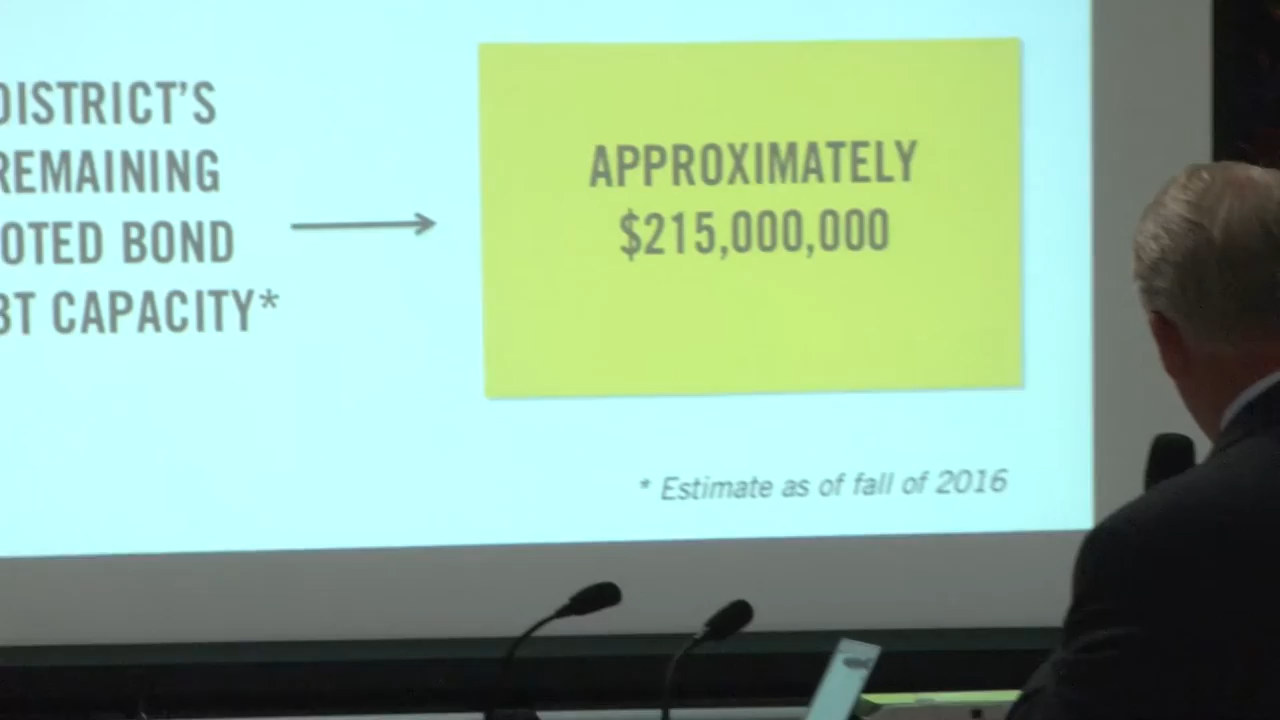 DISTRICT'S
REMAINING
OTED BOND
BT CAPACITY*
APPROXIMATELY
$215,000,000
* Estimate as of fall of 2016